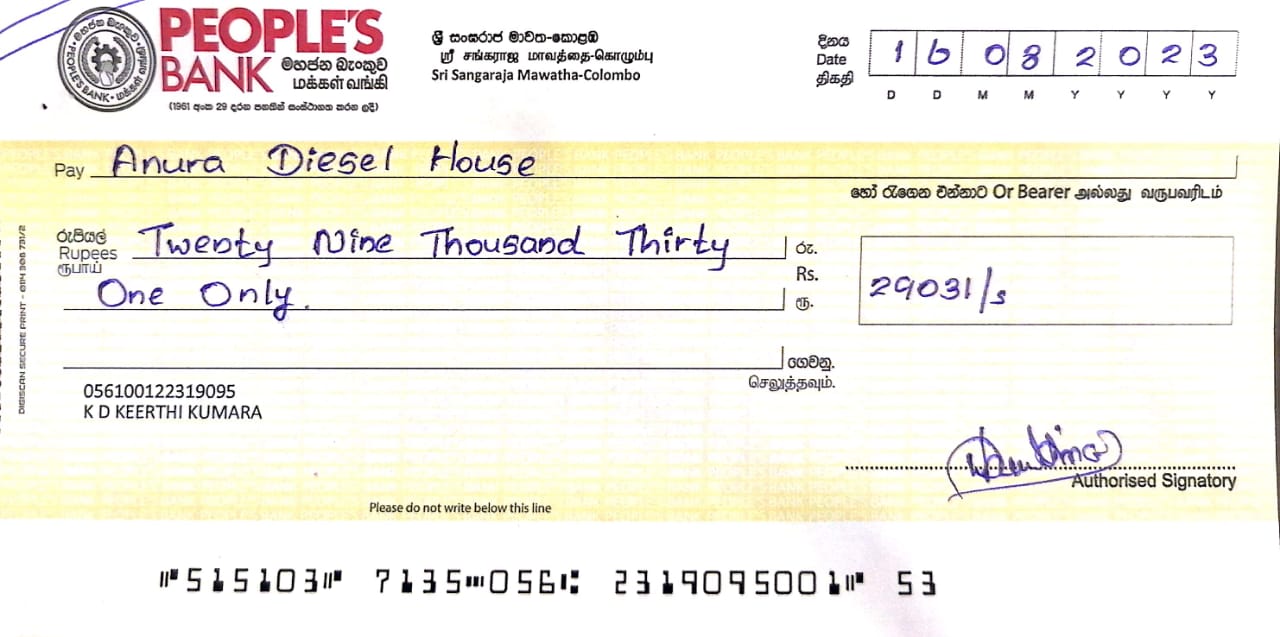 PEOPLE'S
BANK මහජන බැංකුව
மக்கள் வங்கி
(1961 අංක 29 දරන පනතින් සංස්ථාගත කරන ලදී)
ශ්‍රී සංඝරාජ මාවත-කොළඹ
ஸ்ரீ சங்கராஜ மாவத்தை-கொழும்பு
Sri Sangaraja Mawatha-Colombo
දිනය
Date
திகதி
1 6 0 8 2 0 2 3
D D M M Y Y Y Y
Pay Anura Diesel House
හෝ රැගෙන එන්නාට Or Bearer அல்லது வருபவரிடம்
රුපියල්
Rupees
ரூபாய்
Twenty Nine Thousand Thirty
One Only.
රු.
Rs.
ரூ.
29031/s
ගෙවනු.
செலுத்தவும்.
056100122319095
K D KEERTHI KUMARA
Authorised Signatory
Please do not write below this line
⑈515103⑈ 7135⑉056⑆ 2319095001⑈ 53